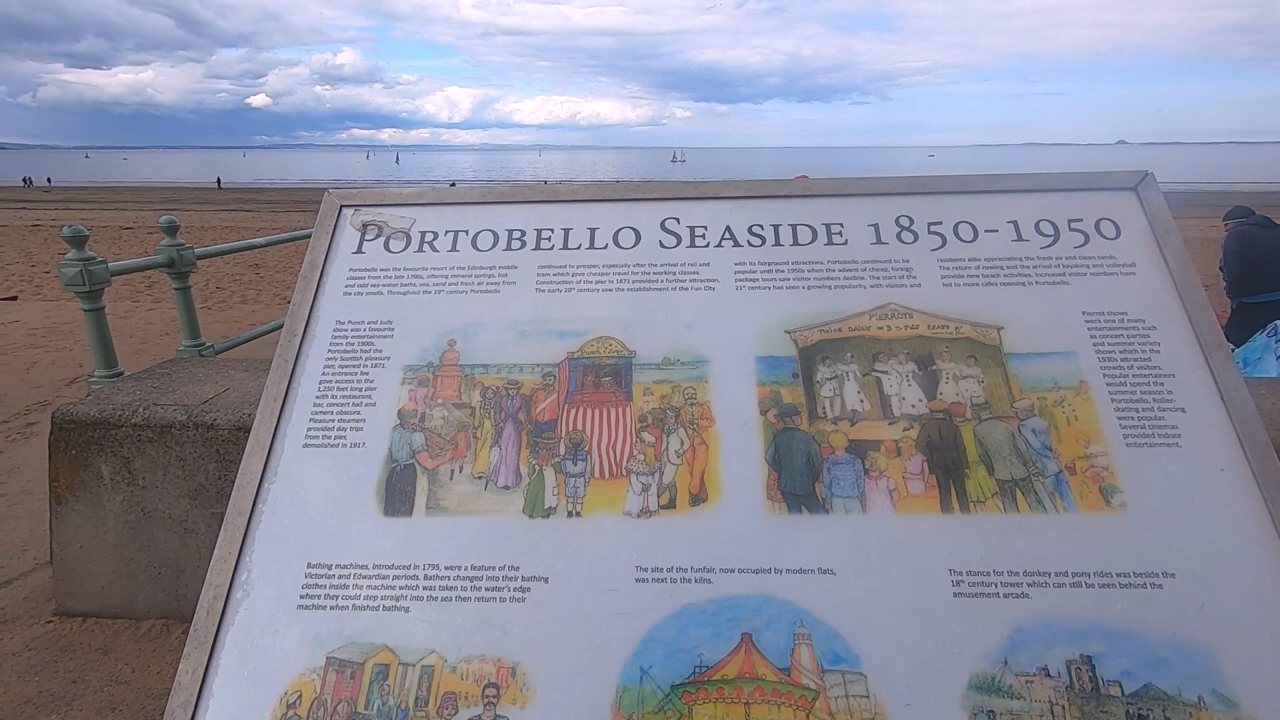 PORTOBELLO SEASIDE 1850-1950
Portobello was the favourite resort of the Edinburgh middle
classes from the late 1700s, offering mineral springs, hot
and cold sea-water baths, sea, sand and fresh air away from
the city smells. Throughout the 19th century Portobello
continued to prosper, especially after the arrival of rail and
tram which gave cheaper travel for the working classes.
Construction of the pier in 1871 provided a further attraction.
The early 20th century saw the establishment of the Fun City
with its fairground attractions. Portobello continued to be
popular until the 1950s when the advent of cheap, foreign
package tours saw visitor numbers decline. The start of the
21st century has seen a growing popularity, with visitors and
residents alike appreciating the fresh air and clean sands.
The return of rowing and the arrival of kayaking and volleyball
provide new beach activities. Increased visitor numbers have
led to more cafes opening in Portobello.
The Punch and Judy
show was a favourite
family entertainment
from the 1800s.
Portobello had the
only Scottish pleasure
pier, opened in 1871.
An entrance fee
gave access to the
1,250 feet long pier
with its restaurant,
bar, concert hall and
camera obscura.
Pleasure steamers
provided day trips
from the pier,
demolished in 1917.
PIERROTS
TWICE DAILY
Pierrot shows
were one of many
entertainments such
as concert parties
and summer variety
shows which in the
1930s attracted
crowds of visitors.
Popular entertainers
would spend the
summer season in
Portobello. Roller-
skating and dancing
were popular.
Several cinemas
provided indoor
entertainment.
Bathing machines, introduced in 1795, were a feature of the
Victorian and Edwardian periods. Bathers changed into their bathing
clothes inside the machine which was taken to the water's edge
where they could step straight into the sea then return to their
machine when finished bathing.
The site of the funfair, now occupied by modern flats,
was next to the kilns.
The stance for the donkey and pony rides was beside the
18th century tower which can still be seen behind the
amusement arcade.